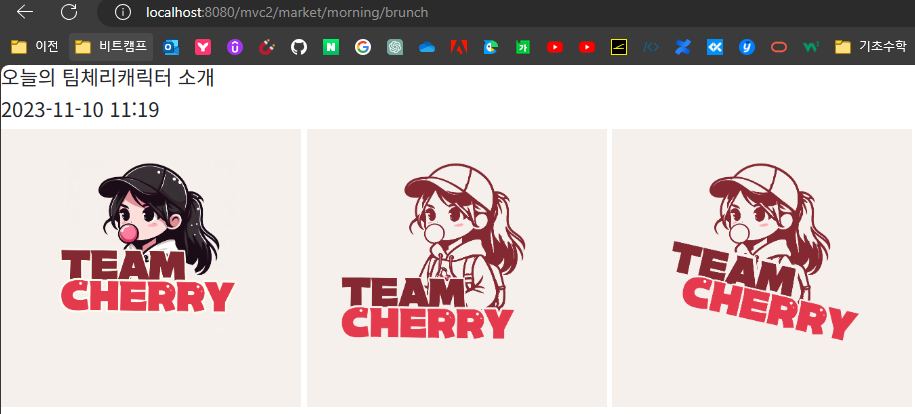 localhost:8080/mvc2/market/morning/brunch
이전 비트캠프 기초수학
오늘의 팀체리캐릭터 소개
2023-11-10 11:19
TEAM CHERRY
TEAM CHERRY
TEAM CHERRY